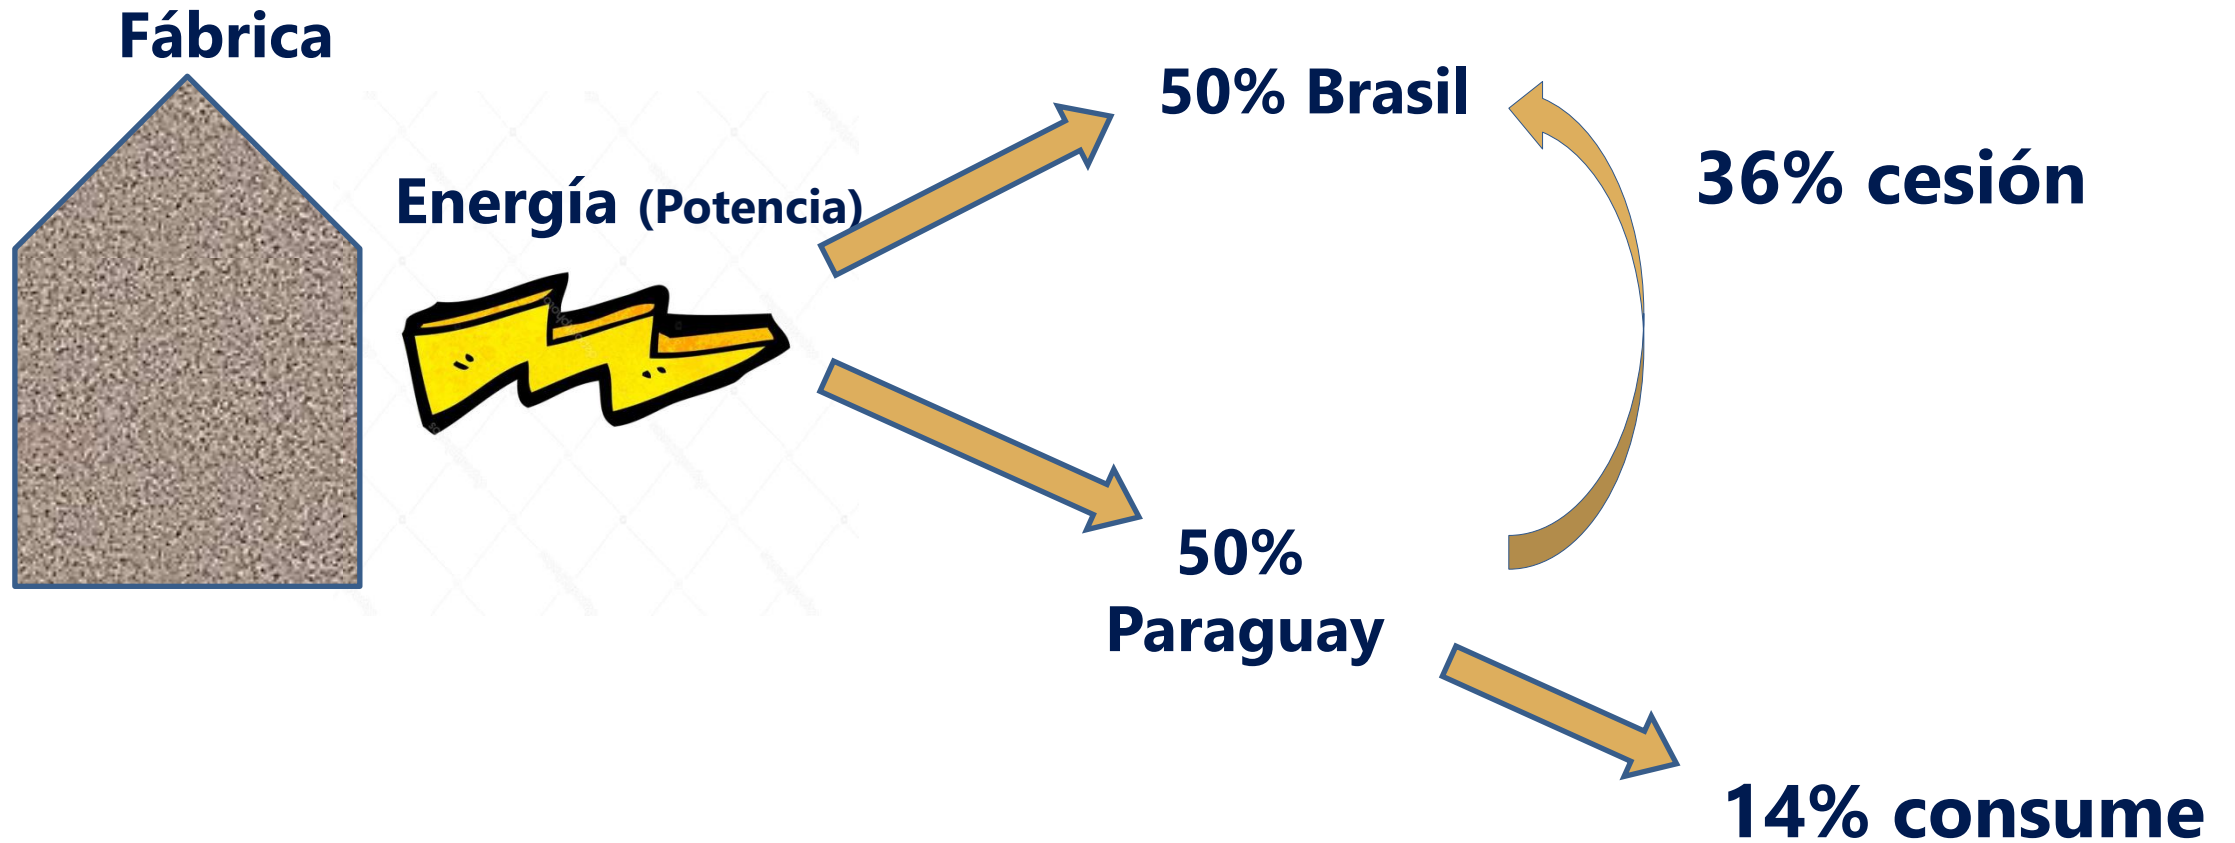 Fábrica
50% Brasil
36% cesión
Energía (Potencia)
50%
Paraguay
14% consume